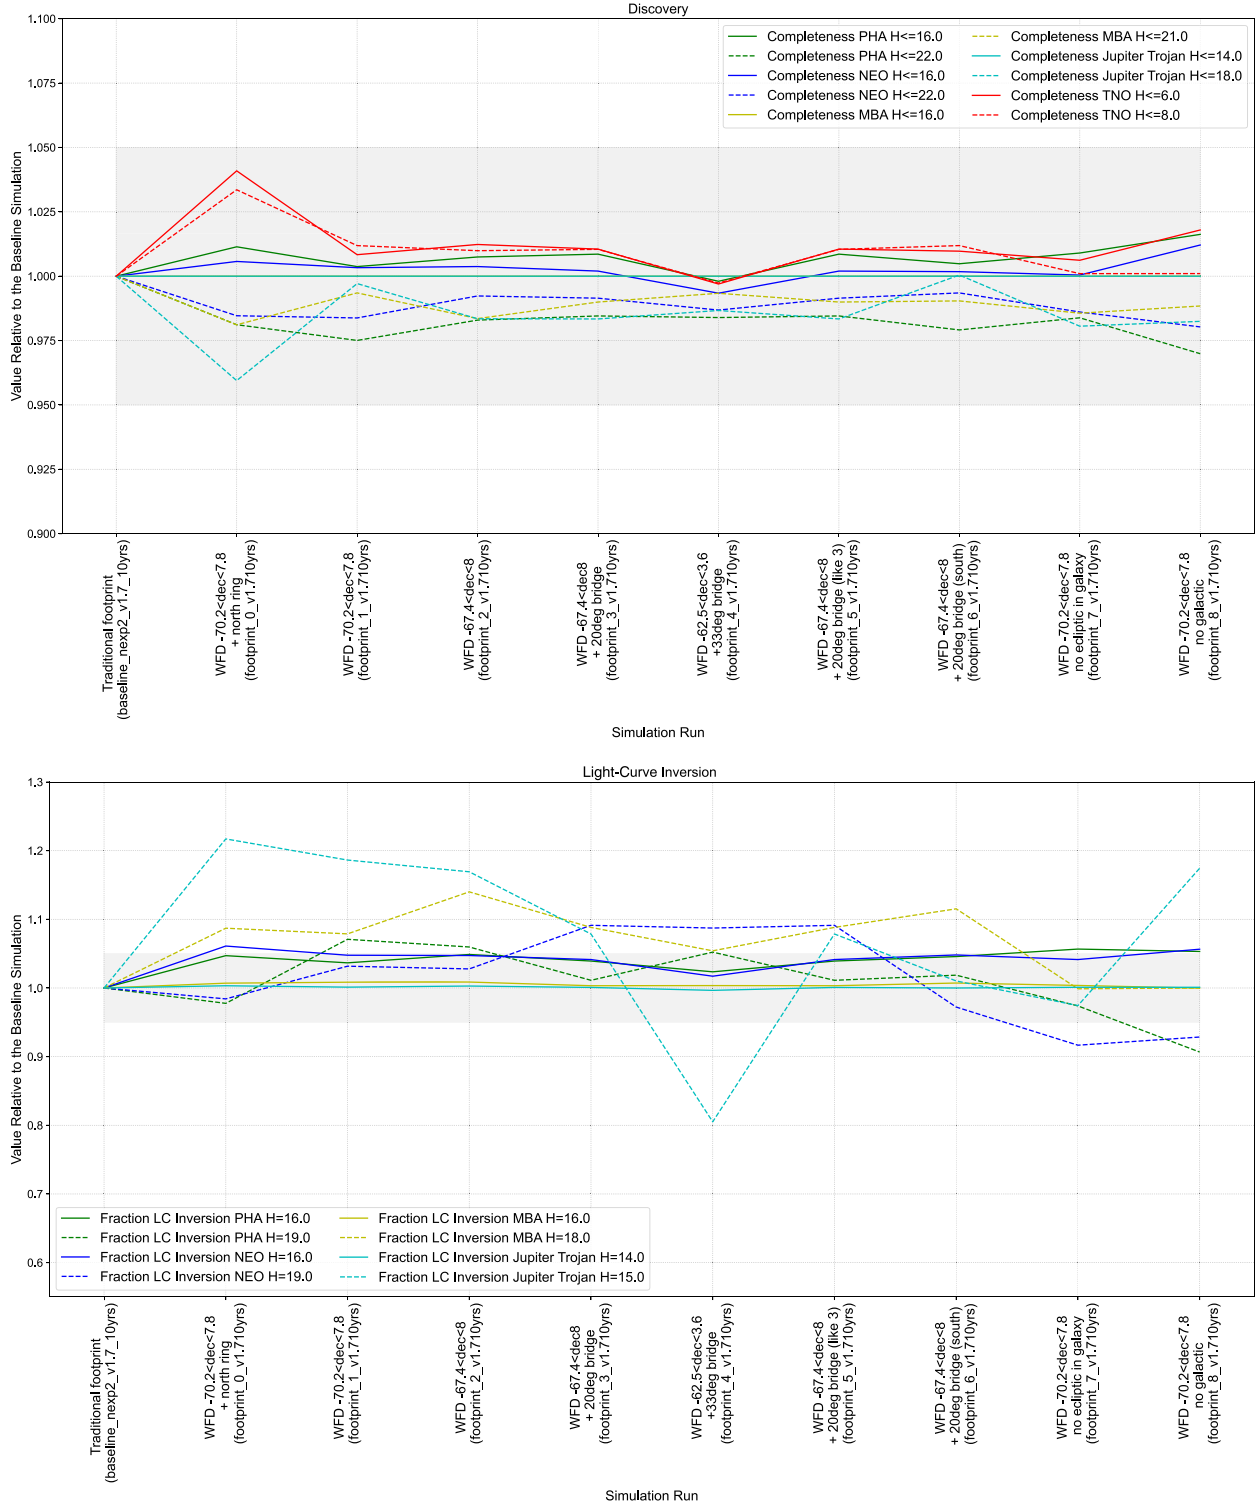 Discovery
1.100
1.075
1.050
1.025
1.000
0.975
0.950
0.925
0.900
Value Relative to the Baseline Simulation
Completeness PHA H<=16.0
Completeness PHA H<=22.0
Completeness NEO H<=16.0
Completeness NEO H<=22.0
Completeness MBA H<=16.0
Completeness MBA H<=21.0
Completeness Jupiter Trojan H<=14.0
Completeness Jupiter Trojan H<=18.0
Completeness TNO H<=6.0
Completeness TNO H<=8.0
Traditional footprint
(baseline_nexp2_v1.7_10yrs)
WFD -70.2<dec<7.8
+ north ring
(footprint_0_v1.710yrs)
WFD -70.2<dec<7.8
(footprint_1_v1.710yrs)
WFD -67.4<dec<8
(footprint_2_v1.710yrs)
WFD -67.4<dec8
+ 20deg bridge
(footprint_3_v1.710yrs)
WFD -62.5<dec<3.6
+33deg bridge
(footprint_4_v1.710yrs)
WFD -67.4<dec<8
+ 20deg bridge (like 3)
(footprint_5_v1.710yrs)
WFD -67.4<dec<8
+ 20deg bridge (south)
(footprint_6_v1.710yrs)
WFD -70.2<dec<7.8
no ecliptic in galaxy
(footprint_7_v1.710yrs)
WFD -70.2<dec<7.8
no galactic
(footprint_8_v1.710yrs)
Simulation Run
Light-Curve Inversion
1.3
1.2
1.1
1.0
0.9
0.8
0.7
0.6
Value Relative to the Baseline Simulation
Fraction LC Inversion PHA H=16.0
Fraction LC Inversion PHA H=19.0
Fraction LC Inversion NEO H=16.0
Fraction LC Inversion NEO H=19.0
Fraction LC Inversion MBA H=16.0
Fraction LC Inversion MBA H=18.0
Fraction LC Inversion Jupiter Trojan H=14.0
Fraction LC Inversion Jupiter Trojan H=15.0
Traditional footprint
(baseline_nexp2_v1.7_10yrs)
WFD -70.2<dec<7.8
+ north ring
(footprint_0_v1.710yrs)
WFD -70.2<dec<7.8
(footprint_1_v1.710yrs)
WFD -67.4<dec<8
(footprint_2_v1.710yrs)
WFD -67.4<dec8
+ 20deg bridge
(footprint_3_v1.710yrs)
WFD -62.5<dec<3.6
+33deg bridge
(footprint_4_v1.710yrs)
WFD -67.4<dec<8
+ 20deg bridge (like 3)
(footprint_5_v1.710yrs)
WFD -67.4<dec<8
+ 20deg bridge (south)
(footprint_6_v1.710yrs)
WFD -70.2<dec<7.8
no ecliptic in galaxy
(footprint_7_v1.710yrs)
WFD -70.2<dec<7.8
no galactic
(footprint_8_v1.710yrs)
Simulation Run